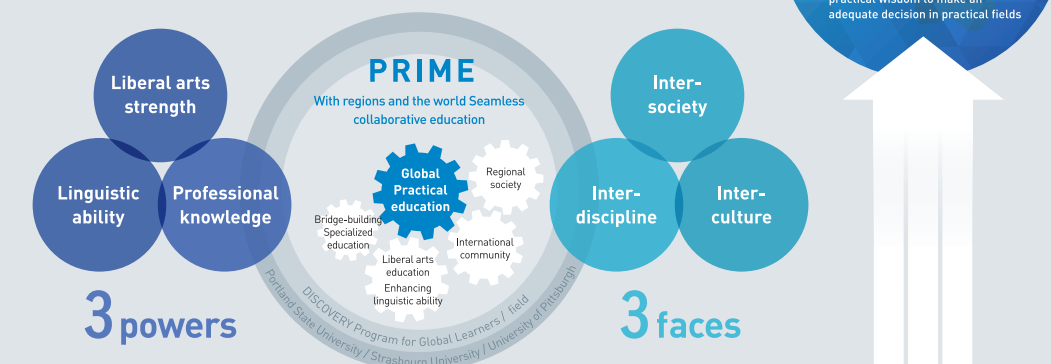 practical wisdom to make an
adequate decision in practical fields
Liberal arts
strength
Linguistic
ability
Professional
knowledge
3 powers
PRIME
With regions and the world Seamless
collaborative education
Global
Practical
education
Regional
society
Bridge-building
Specialized
education
International
community
Liberal arts
education
Enhancing
linguistic ability
DISCOVERY Program for Global Learners / field
Portland State University / Strasbourn University / University of Pittsburgh
Inter-
society
Inter-
discipline
Inter-
culture
3 faces